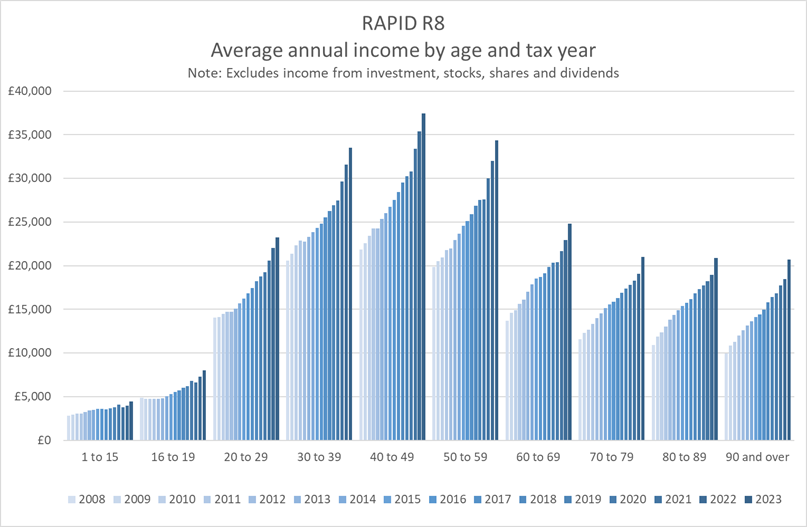 RAPID R8
Average annual income by age and tax year
Note: Excludes income from investment, stocks, shares and dividends
£40,000
£35,000
£30,000
£25,000
£20,000
£15,000
£10,000
£5,000
£0
1 to 15 16 to 19 20 to 29 30 to 39 40 to 49 50 to 59 60 to 69 70 to 79 80 to 89 90 and over
2008 2009 2010 2011 2012 2013 2014 2015 2016 2017 2018 2019 2020 2021 2022 2023